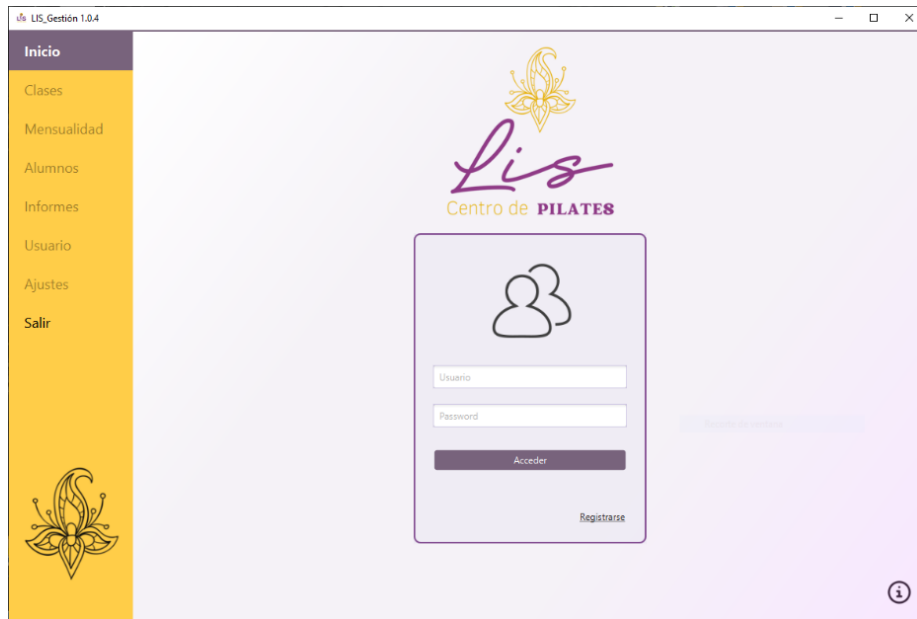 LIS LIS_Gestión 1.0.4
Inicio
Clases
Mensualidad
Alumnos
Informes
Usuario
Ajustes
Salir
Lis
Centro de PILATES
Usuario
Password
Acceder
Registrarse
i